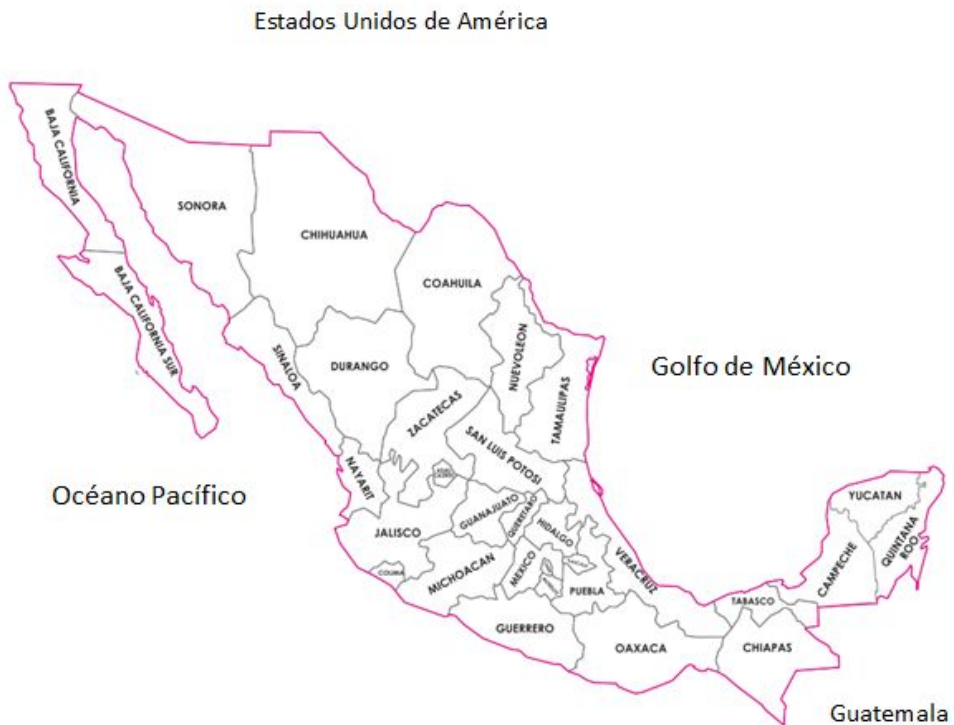 Estados Unidos de América
BAJA CALIFORNIA
SONORA
CHIHUAHUA
COAHUILA
BAJA CALIFORNIA SUR
SINALOA
DURANGO
NUEVOLEON
Golfo de México
TAMAULIPAS
ZACATECAS
SAN LUIS POTOSI
NAYARIT
Océano Pacífico
YUCATAN
GUANAJUATO
QUERETARO
HIDALGO
JALISCO
QUINTANA
ROO
CAMPECHE
COLIMA
MICHOACAN
MEXICO
VERACRUZ
PUEBLA
TABASCO
GUERRERO
OAXACA
CHIAPAS
Guatemala